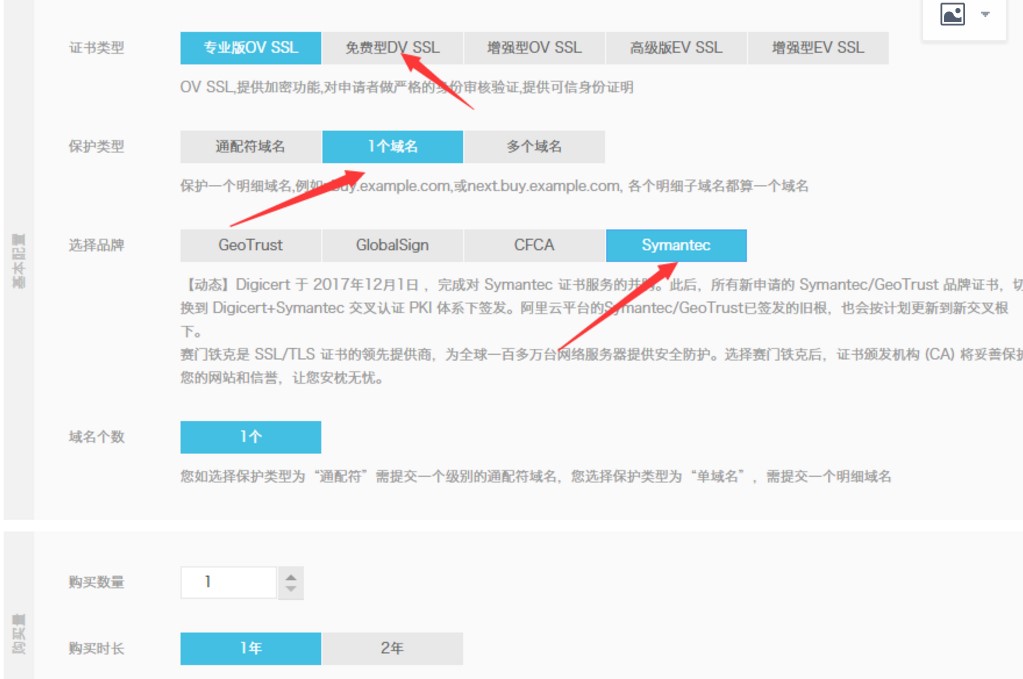 证书类型
专业版OV SSL 免费型DV SSL 增强型OV SSL 高级版EV SSL 增强型EV SSL
OV SSL,提供加密功能,对申请者做严格的身份审核验证,提供可信身份证明
保护类型
通配符域名 1个域名 多个域名
保护一个明细域名,例如: buy.example.com,或next.buy.example.com, 各个明细子域名都算一个域名
基本配置
选择品牌
GeoTrust GlobalSign CFCA Symantec
【动态】Digicert 于 2017年12月1日 ，完成对 Symantec 证书服务的并购。此后，所有新申请的 Symantec/GeoTrust 品牌证书，切
换到 Digicert+Symantec 交叉认证 PKI 体系下签发。阿里云平台的Symantec/GeoTrust已签发的旧根，也会按计划更新到新交叉根
下。
赛门铁克是 SSL/TLS 证书的领先提供商，为全球一百多万台网络服务器提供安全防护。选择赛门铁克后，证书颁发机构 (CA) 将妥善保护
您的网站和信誉，让您安枕无忧。
域名个数
1个
您如选择保护类型为“通配符”需提交一个级别的通配符域名，您选择保护类型为“单域名”，需提交一个明细域名
购买量
购买数量
1
购买时长
1年 2年